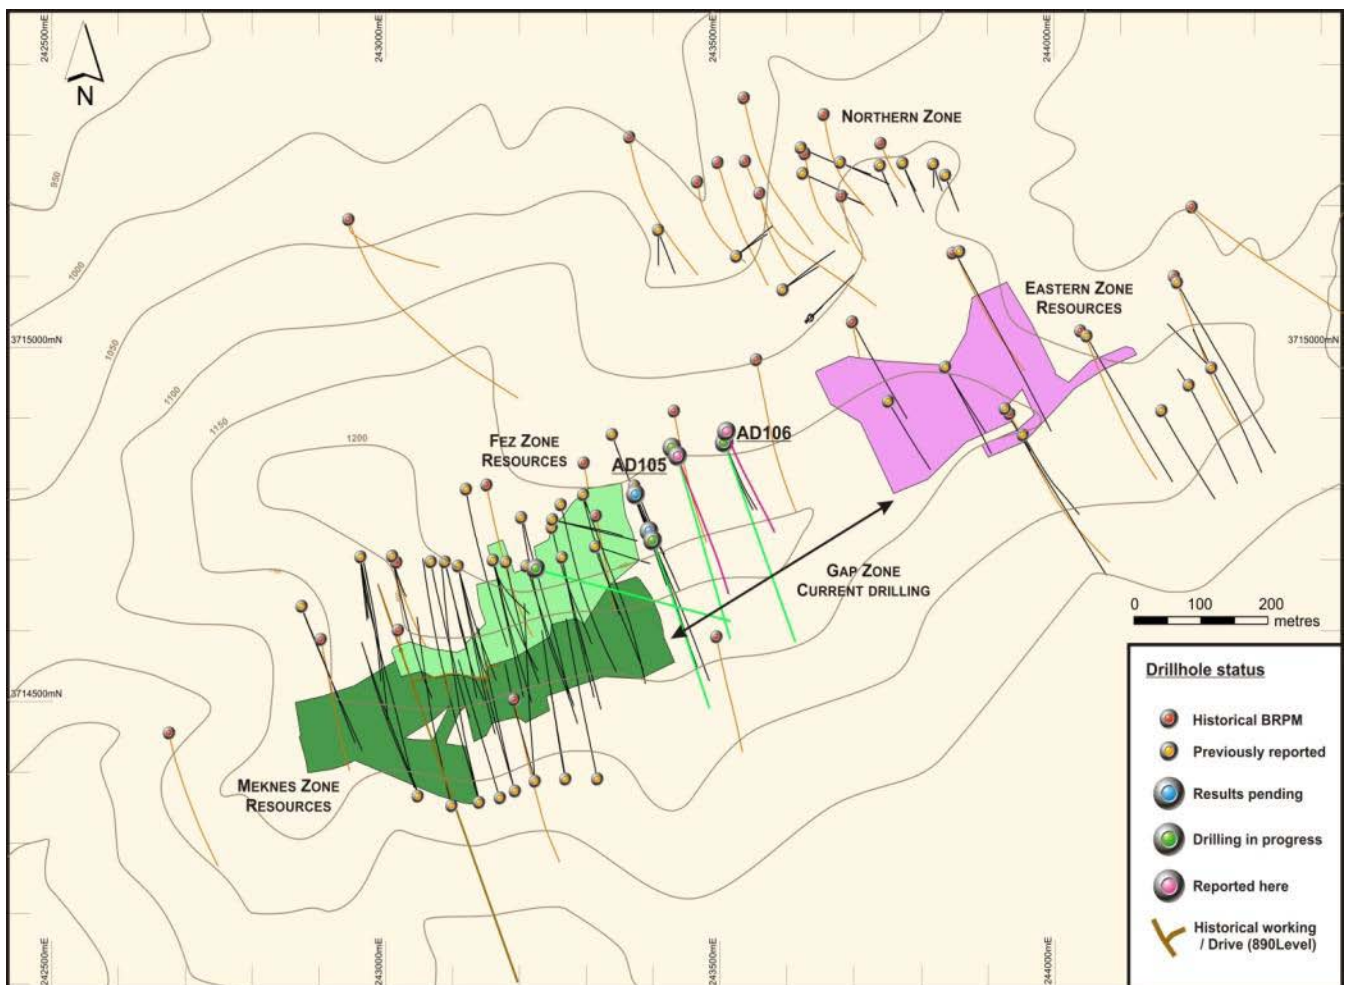 242500mE
243000mE
243500mE
244000mE
N
NORTHERN ZONE
950
1000
EASTERN ZONE
RESOURCES
3715000mN
3715000mN
1050
1100
1150
1200
FEZ ZONE
RESOURCES
AD105
AD106
GAP ZONE
CURRENT DRILLING
0 100 200
metres
3714500mN
MEKNES ZONE
RESOURCES
Drillhole status
Historical BRPM
Previously reported
Results pending
Drilling in progress
Reported here
Historical working
/ Drive (890Level)
242500mE
243000mE
243500mE
244000mE